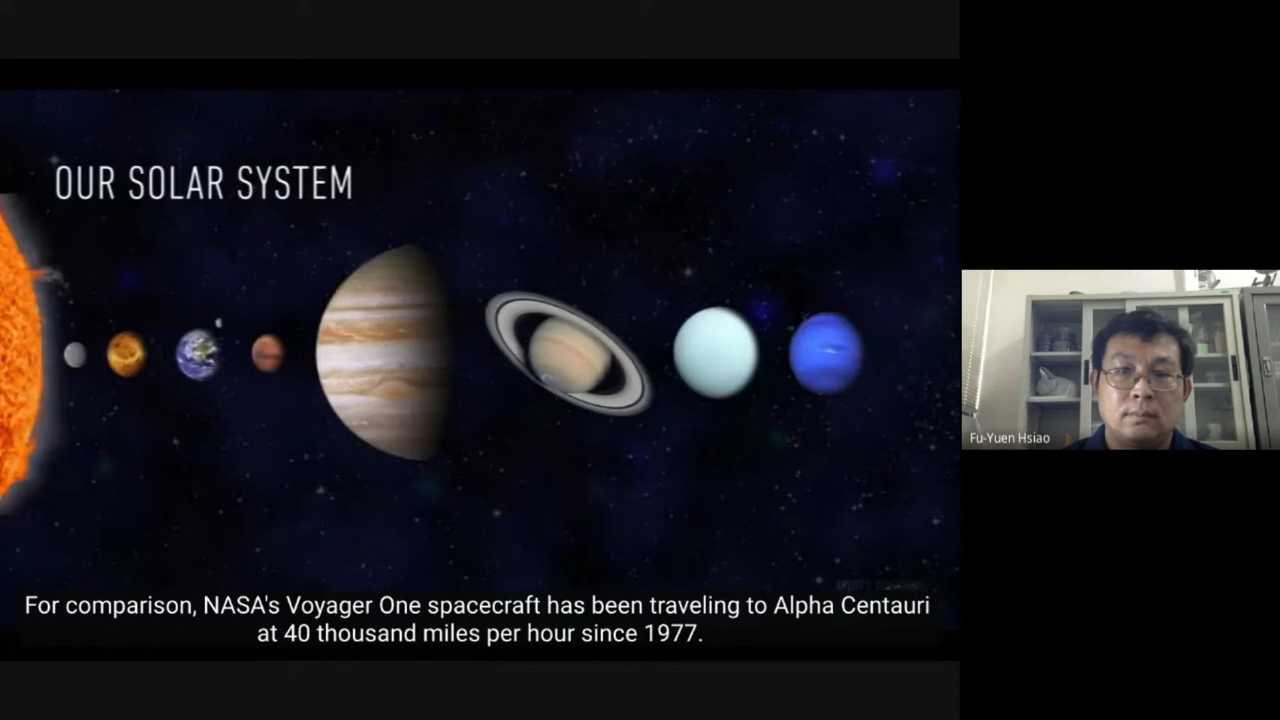 OUR SOLAR SYSTEM
For comparison, NASA's Voyager One spacecraft has been traveling to Alpha Centauri
at 40 thousand miles per hour since 1977.
Fu-Yuen Hsiao